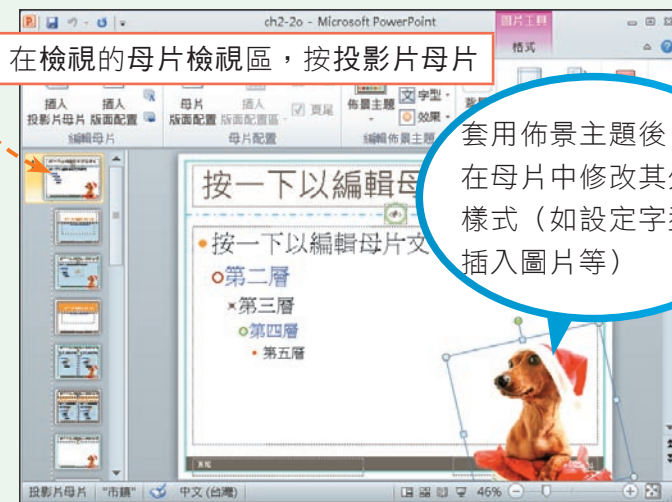 ch2-2o - Microsoft PowerPoint
圖片工具
格式
在檢視的母片檢視區，按投影片母片
插入
投影片母片
插入
版面配置
母片
版面配置
插入
版面配置區
頁尾
佈景主題
字型
效果
編輯母片
母片配置
編輯佈景主題
套用佈景主題後
在母片中修改其
樣式（如設定字
插入圖片等）
按一下以編輯母
按一下以編輯母片文
第二層
第三層
第四層
第五層
投影片母片
"市鎮"
中文(台灣)
46%